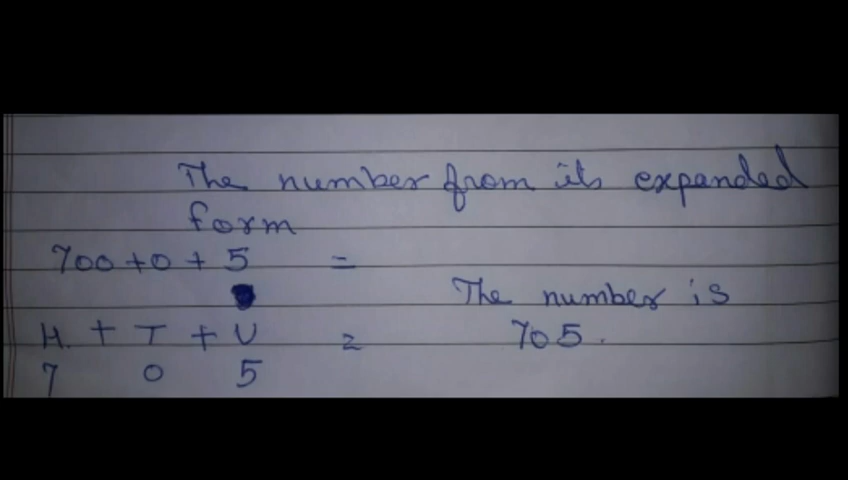 The number from its expanded
form
700 + 0 + 5 =
The number is
H. + T + U = 705.
7 0 5